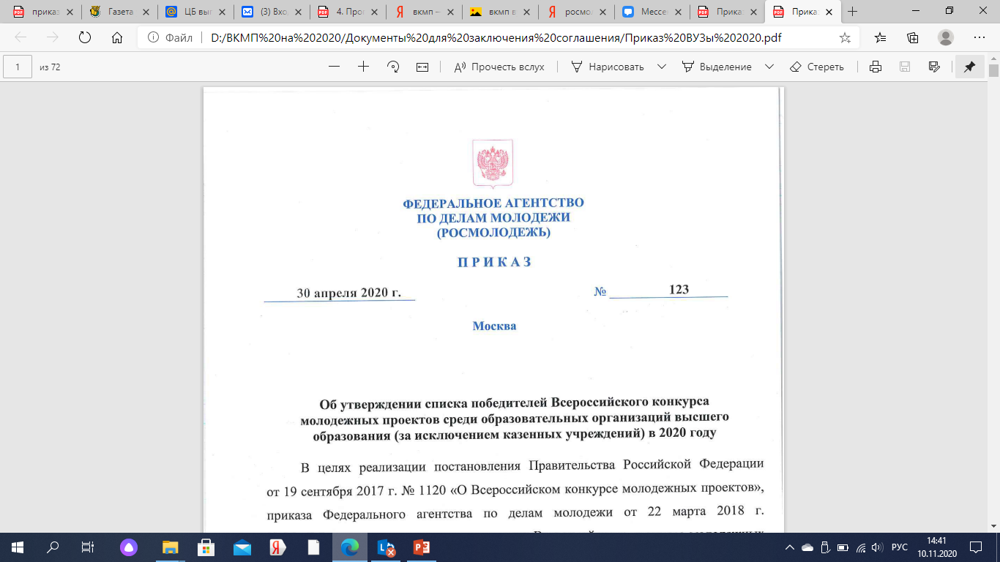 приказ
Газета
ЦБ вып
(3) Вхо
4. Про
вкмп –
вкмп в
росмол
Мессе
Прика
Прика
Файл
D:/ВКМП%20на%202020/Документы%20для%20заключения%20соглашения/Приказ%20ВУЗы%202020.pdf
1 из 72
Прочесть вслух
Нарисовать
Выделение
Стереть
ФЕДЕРАЛЬНОЕ АГЕНТСТВО
ПО ДЕЛАМ МОЛОДЕЖИ
(РОСМОЛОДЕЖЬ)
П Р И К А З
30 апреля 2020 г. № 123
Москва
Об утверждении списка победителей Всероссийского конкурса
молодежных проектов среди образовательных организаций высшего
образования (за исключением казенных учреждений) в 2020 году
В целях реализации постановления Правительства Российской Федерации
от 19 сентября 2017 г. № 1120 «О Всероссийском конкурсе молодежных проектов»,
приказа Федерального агентства по делам молодежи от 22 марта 2018 г.
РУС
14:41
10.11.2020